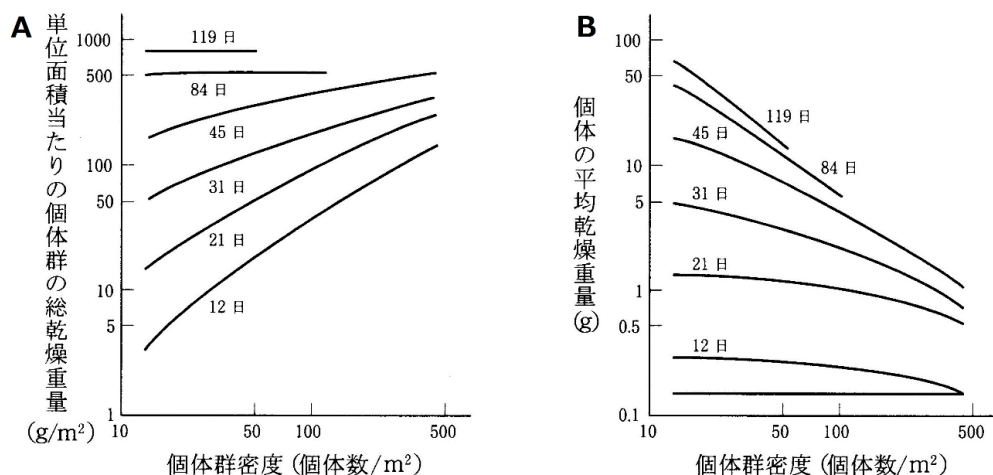 A
単位面積当たりの個体群の総乾燥重量
(g/m²)
1000
500
100
50
10
5
1
119 日
84 日
45 日
31 日
21 日
12 日
10
50
100
500
個体群密度 (個体数/m²)
B
個体の平均乾燥重量(g)
100
50
10
5
1
0.5
0.1
119 日
84 日
45 日
31 日
21 日
12 日
10
50
100
500
個体群密度 (個体数/m²)